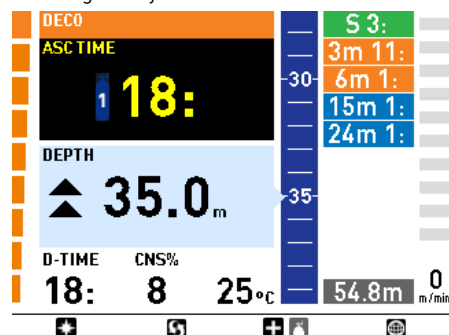 DECO
ASC TIME
1 18:
DEPTH
35.0 m
D-TIME CNS%
18: 8 25°C
30
35
S 3:
3m 11:
6m 1:
15m 1:
24m 1:
54.8m
0
m/min